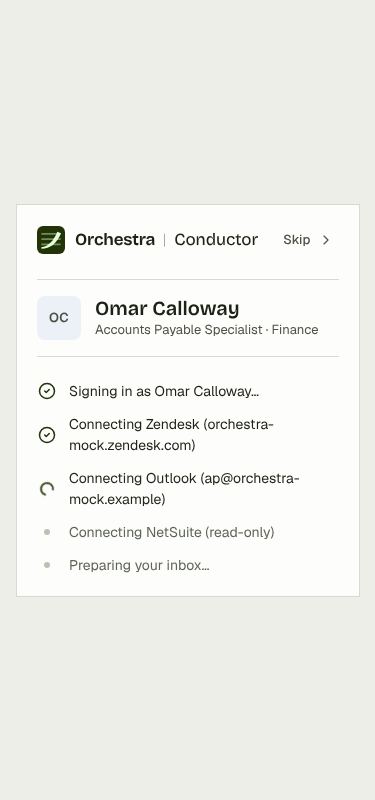 Orchestra | Conductor Skip
OC
Omar Calloway
Accounts Payable Specialist · Finance
Signing in as Omar Calloway...
Connecting Zendesk (orchestra-
mock.zendesk.com)
Connecting Outlook (ap@orchestra-
mock.example)
Connecting NetSuite (read-only)
Preparing your inbox...